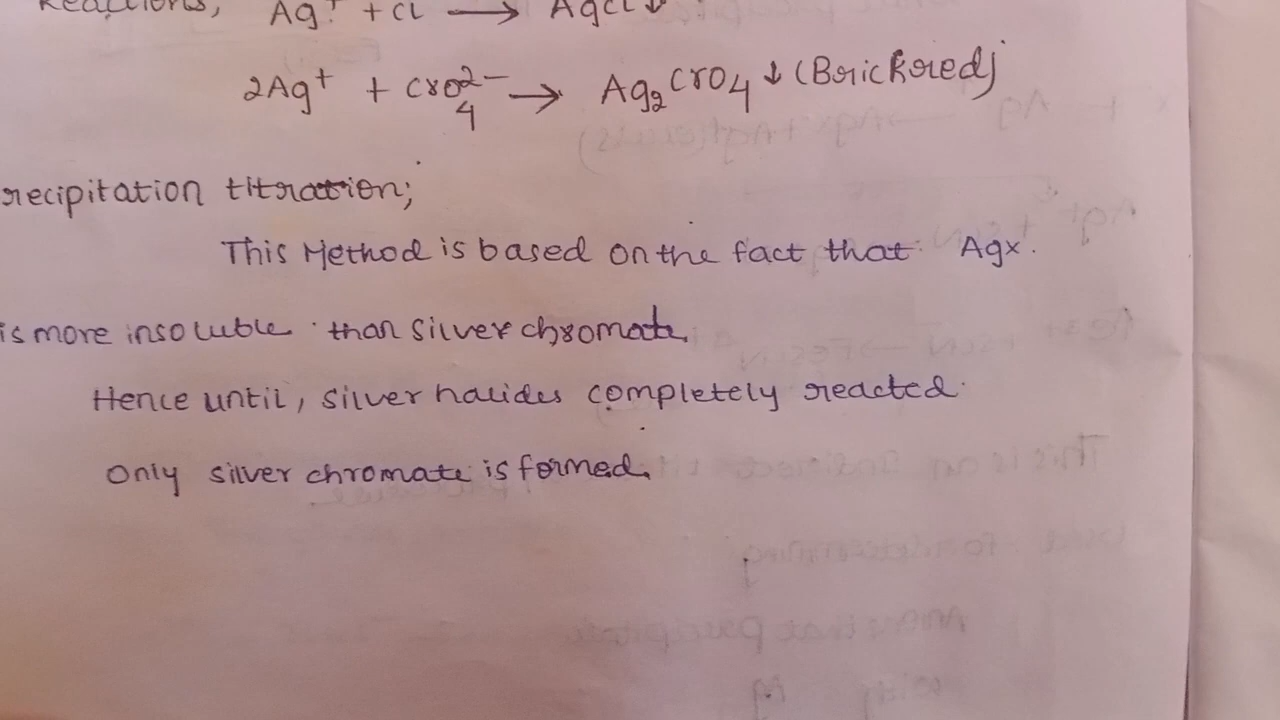 Reactions, Ag⁺ + Cl → AgCl↓
2Ag⁺ + CrO₄²⁻ → Ag₂CrO₄ ↓ (Brickred)
recipitation titration;
This Method is based on the fact that Agx.
is more insoluble than silver chromate.
Hence until, silver halides completely reacted.
Only silver chromate is formed.